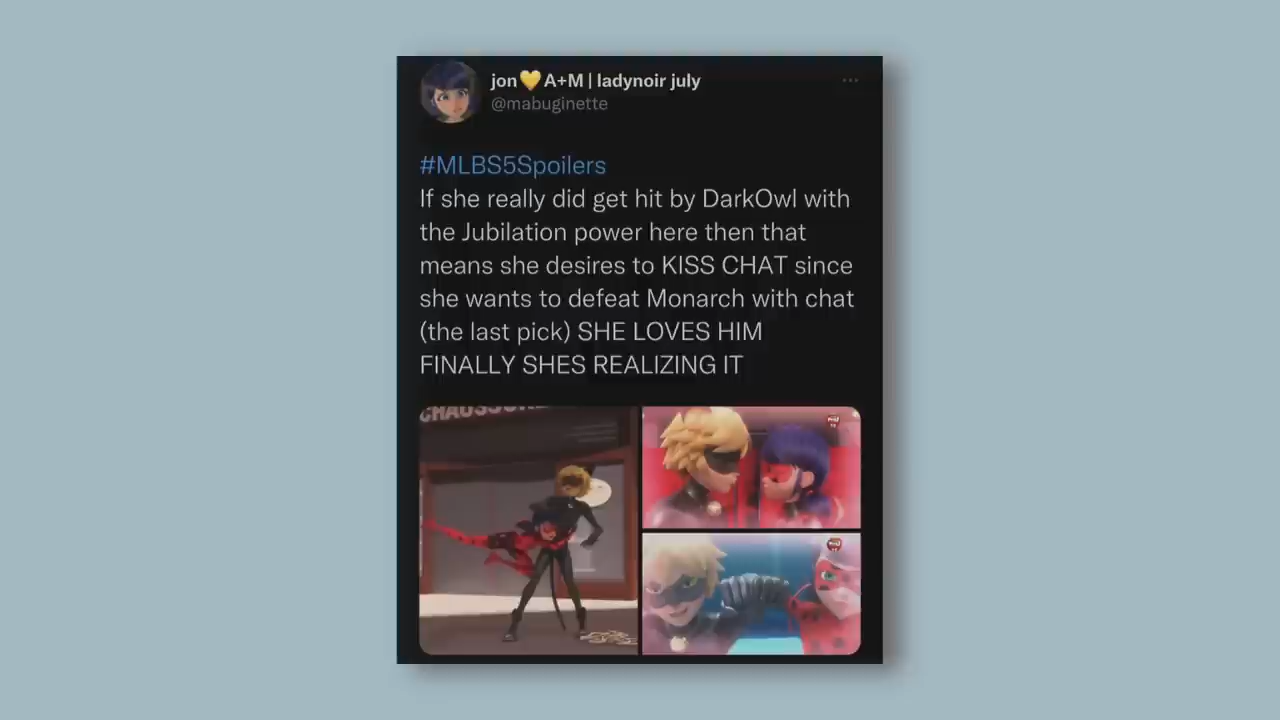 jon💛A+M | ladynoir july
@mabuginette
#MLBS5Spoilers
If she really did get hit by DarkOwl with
the Jubilation power here then that
means she desires to KISS CHAT since
she wants to defeat Monarch with chat
(the last pick) SHE LOVES HIM
FINALLY SHES REALIZING IT